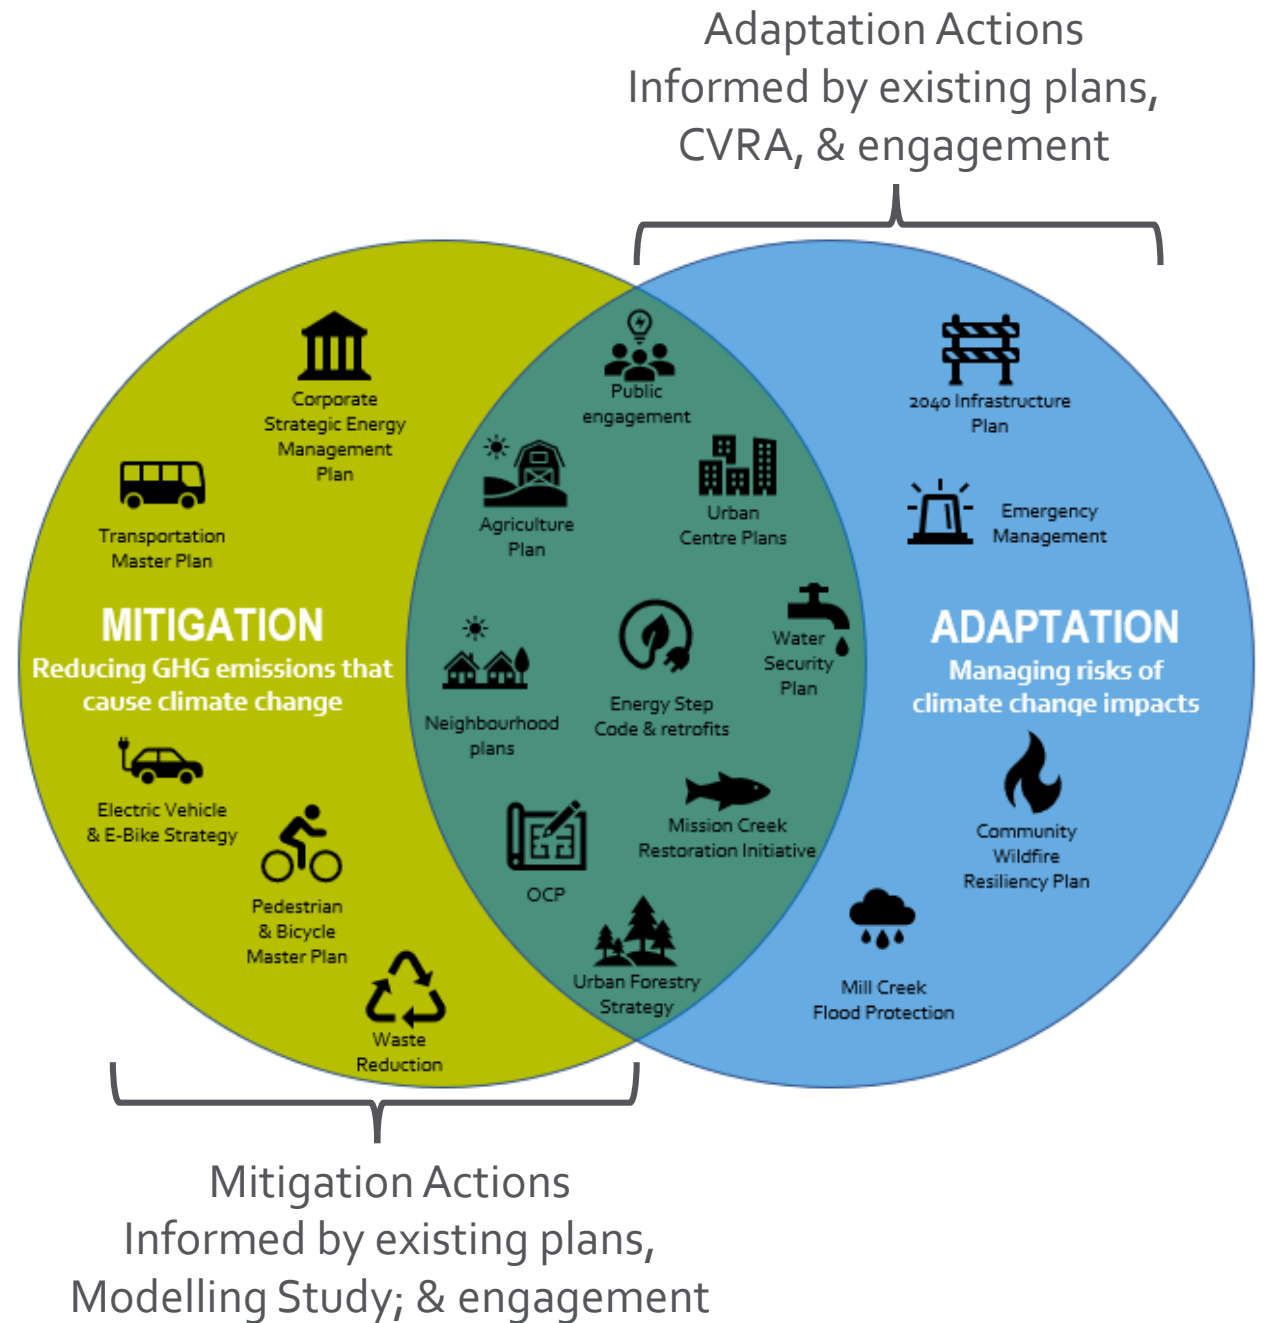 Adaptation Actions
Informed by existing plans,
CVRA, & engagement
Corporate
Strategic Energy
Management
Plan
Transportation
Master Plan
MITIGATION
Reducing GHG emissions that
cause climate change
Electric Vehicle
& E-Bike Strategy
Pedestrian
& Bicycle
Master Plan
Waste
Reduction
Public
engagement
Agriculture
Plan
Urban
Centre Plans
Water
Security
Plan
Energy Step
Code & retrofits
Neighbourhood
plans
Mission Creek
Restoration Initiative
OCP
Urban Forestry
Strategy
2040 Infrastructure
Plan
Emergency
Management
ADAPTATION
Managing risks of
climate change impacts
Community
Wildfire
Resiliency Plan
Mill Creek
Flood Protection
Mitigation Actions
Informed by existing plans,
Modelling Study; & engagement